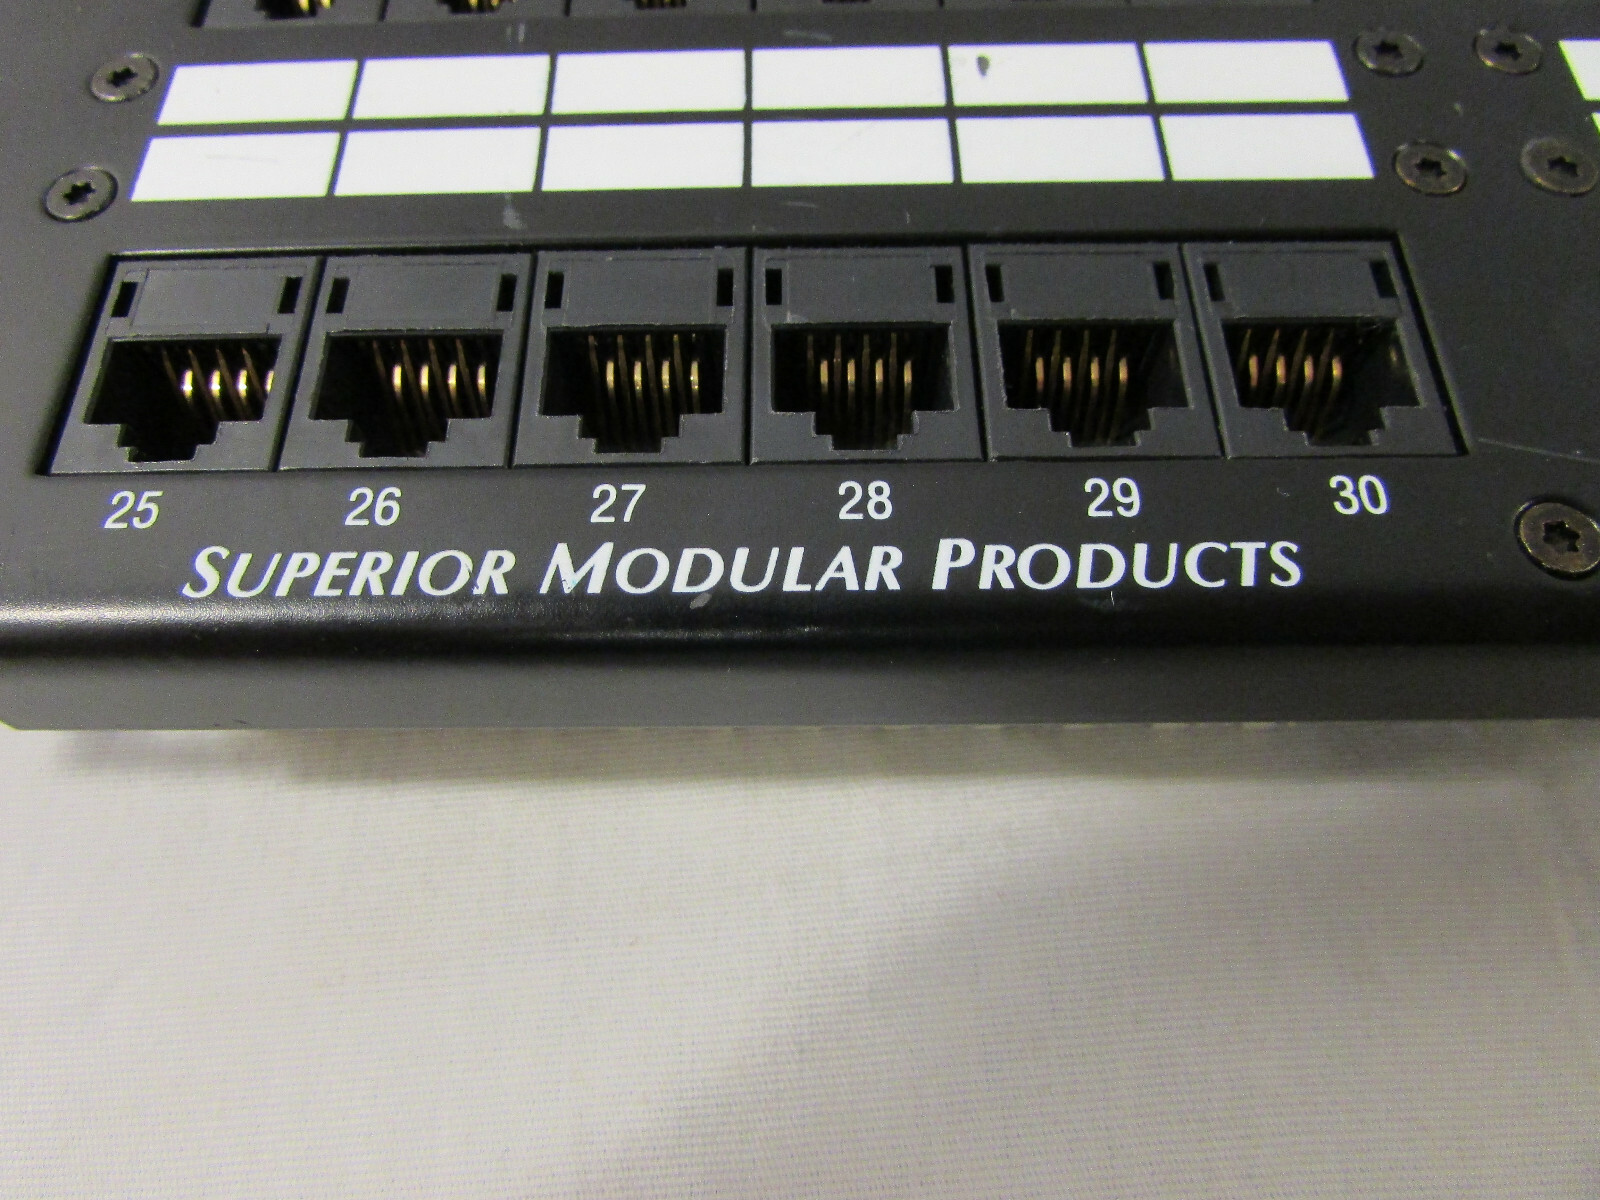 25 26 27 28 29 30
SUPERIOR MODULAR PRODUCTS